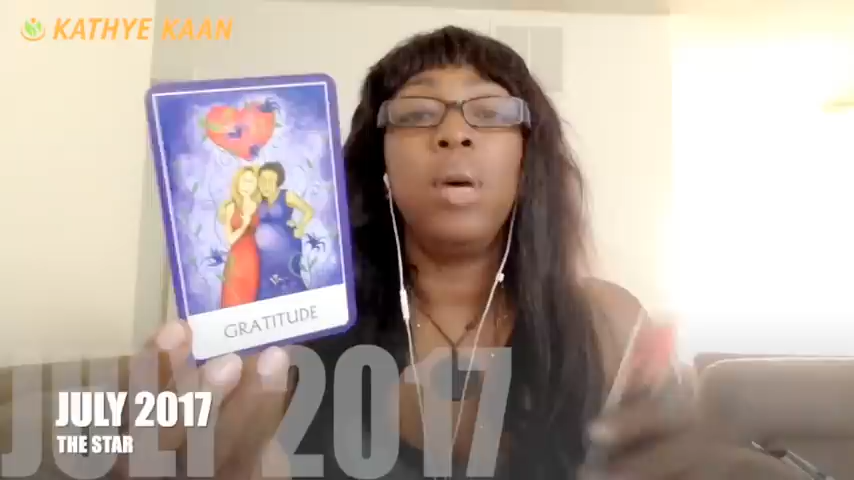 KATHYE KAAN
GRATITUDE
JULY 2017
JULY 2017
THE STAR